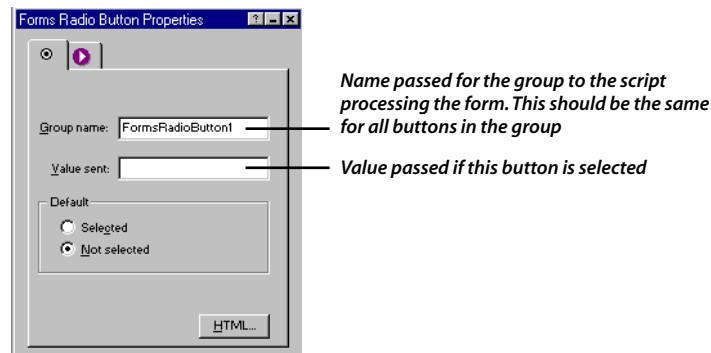 Forms Radio Button Properties
Group name: FormsRadioButton1
Value sent:
Default
Selected
Not selected
HTML...
Name passed for the group to the script
processing the form. This should be the same
for all buttons in the group
Value passed if this button is selected